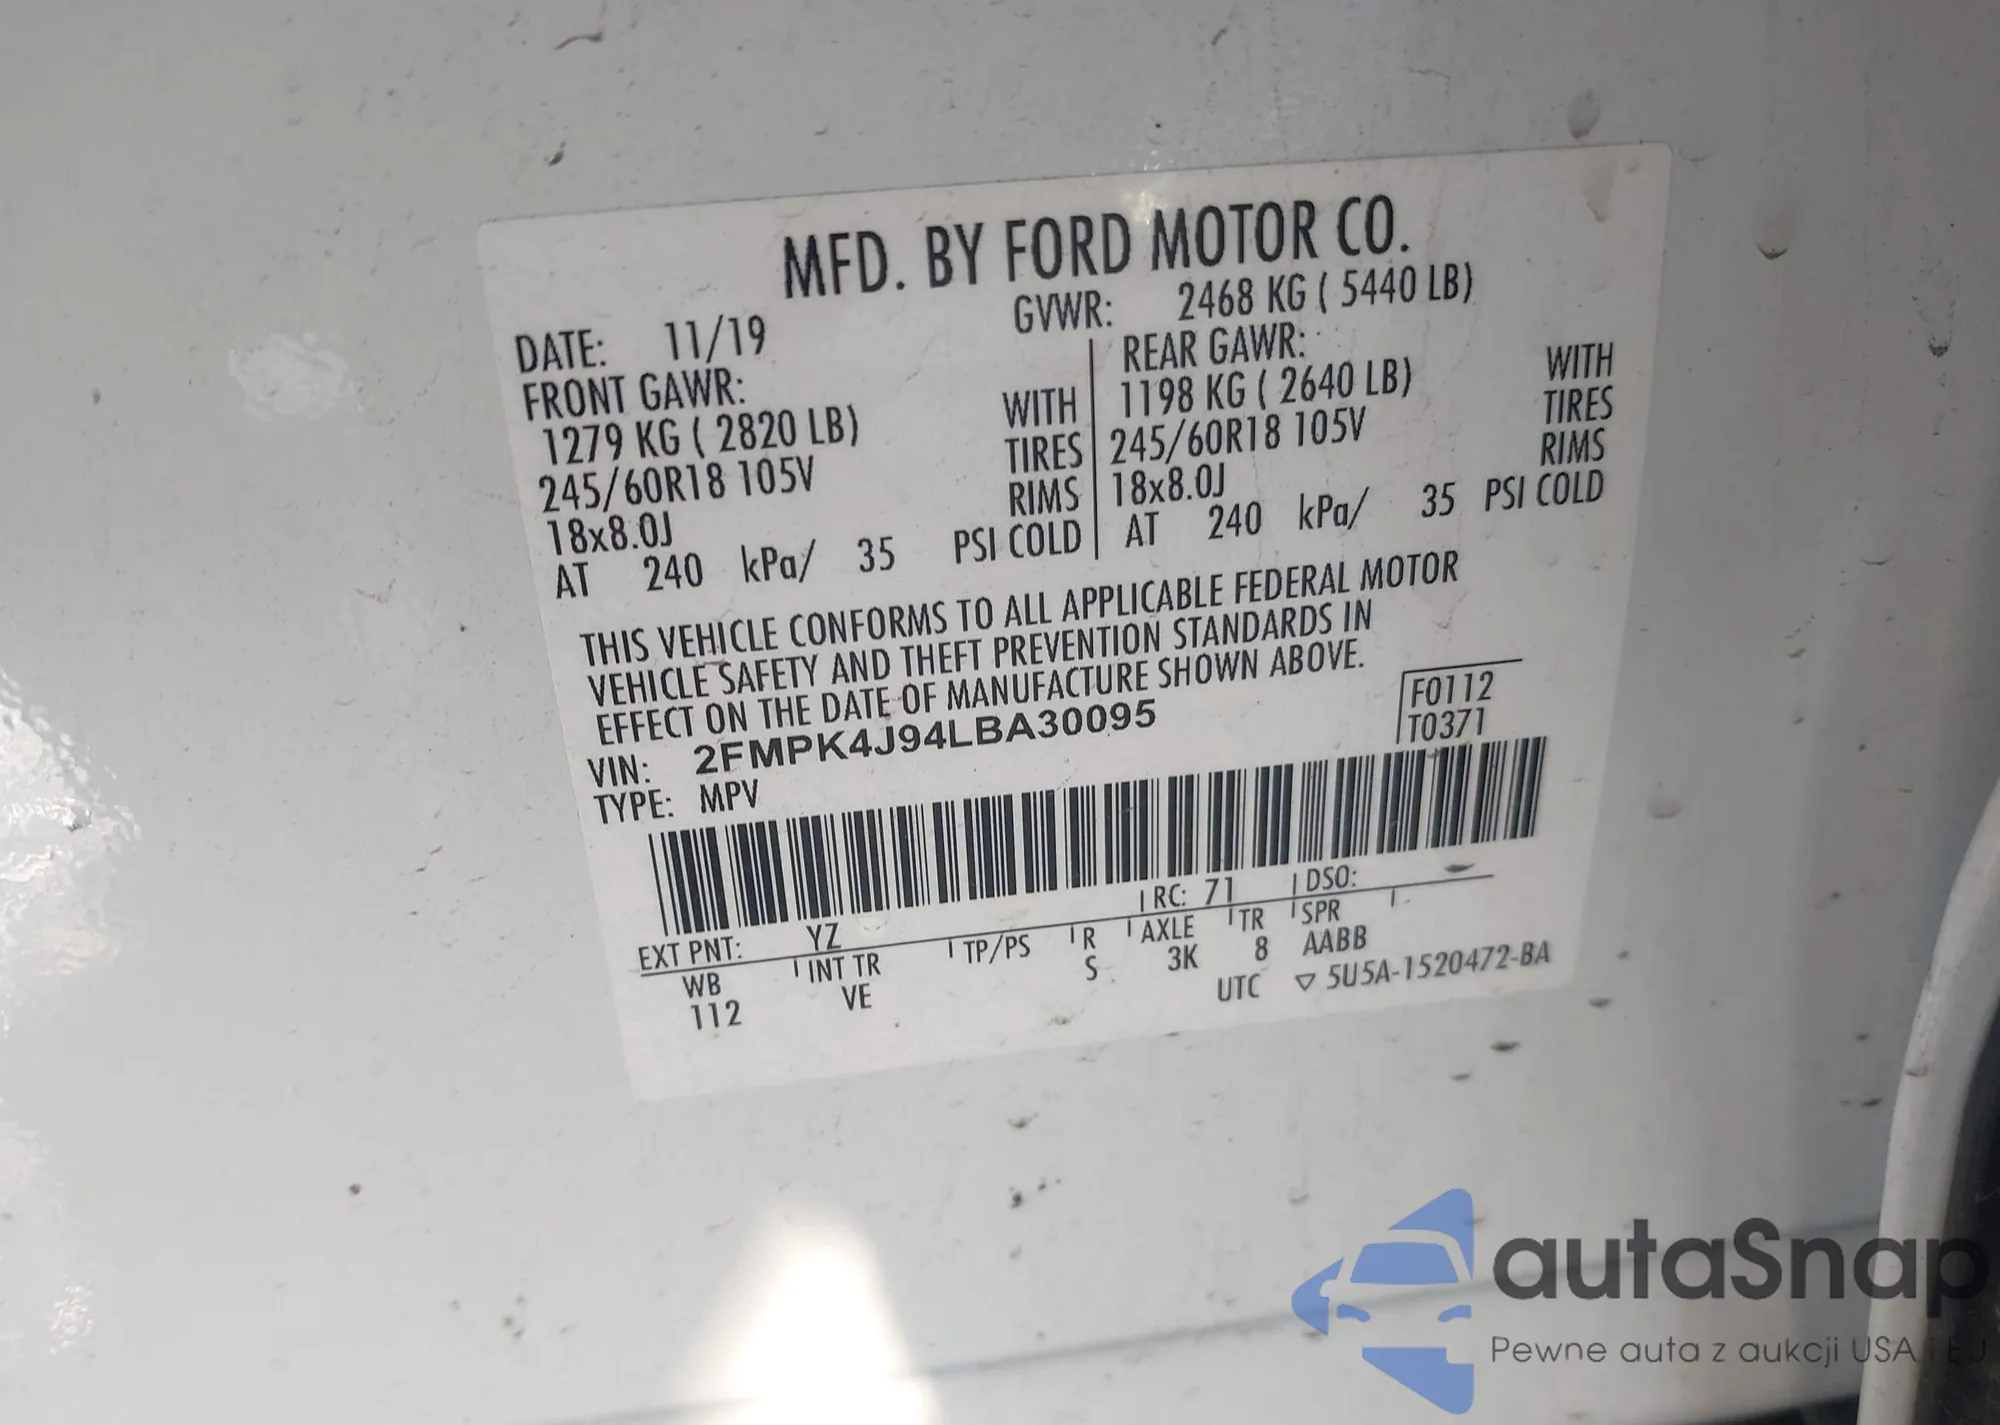 MFD. BY FORD MOTOR CO.
DATE: 11/19 GVWR: 2468 KG ( 5440 LB)
FRONT GAWR: REAR GAWR:
1279 KG ( 2820 LB) WITH 1198 KG ( 2640 LB) WITH
245/60R18 105V TIRES 245/60R18 105V TIRES
18x8.0J RIMS 18x8.0J RIMS
AT 240 kPa/ 35 PSI COLD AT 240 kPa/ 35 PSI COLD
THIS VEHICLE CONFORMS TO ALL APPLICABLE FEDERAL MOTOR
VEHICLE SAFETY AND THEFT PREVENTION STANDARDS IN
EFFECT ON THE DATE OF MANUFACTURE SHOWN ABOVE.
F0112
VIN: 2FMPK4J94LBA30095 T0371
TYPE: MPV
EXT PNT: YZ RC: 71 DSO:
WB INT TR TP/PS R AXLE TR SPR
112 VE S 3K 8 AABB
UTC ▽ 5U5A-1520472-BA
autaSnap
Pewne auta z aukcji USA i EU